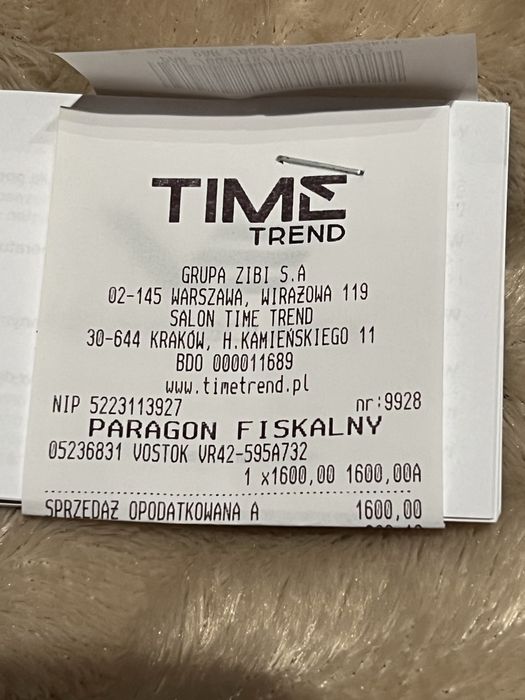 TIME
TREND
GRUPA ZIBI S.A
02-145 WARSZAWA, WIRAŻOWA 119
SALON TIME TREND
30-644 KRAKÓW, H.KAMIEŃSKIEGO 11
BDO 000011689
www.timetrend.pl
NIP 5223113927 nr:9928
PARAGON FISKALNY
05236831 VOSTOK VR42-595A732
1 x1600,00 1600,00A
SPRZEDAŻ OPODATKOWANA A 1600,00